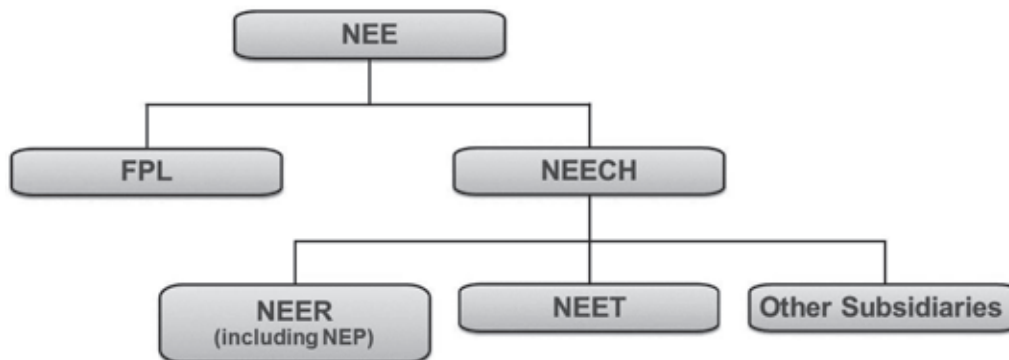 NEE
FPL
NEECH
NEER
(including NEP)
NEET
Other Subsidiaries